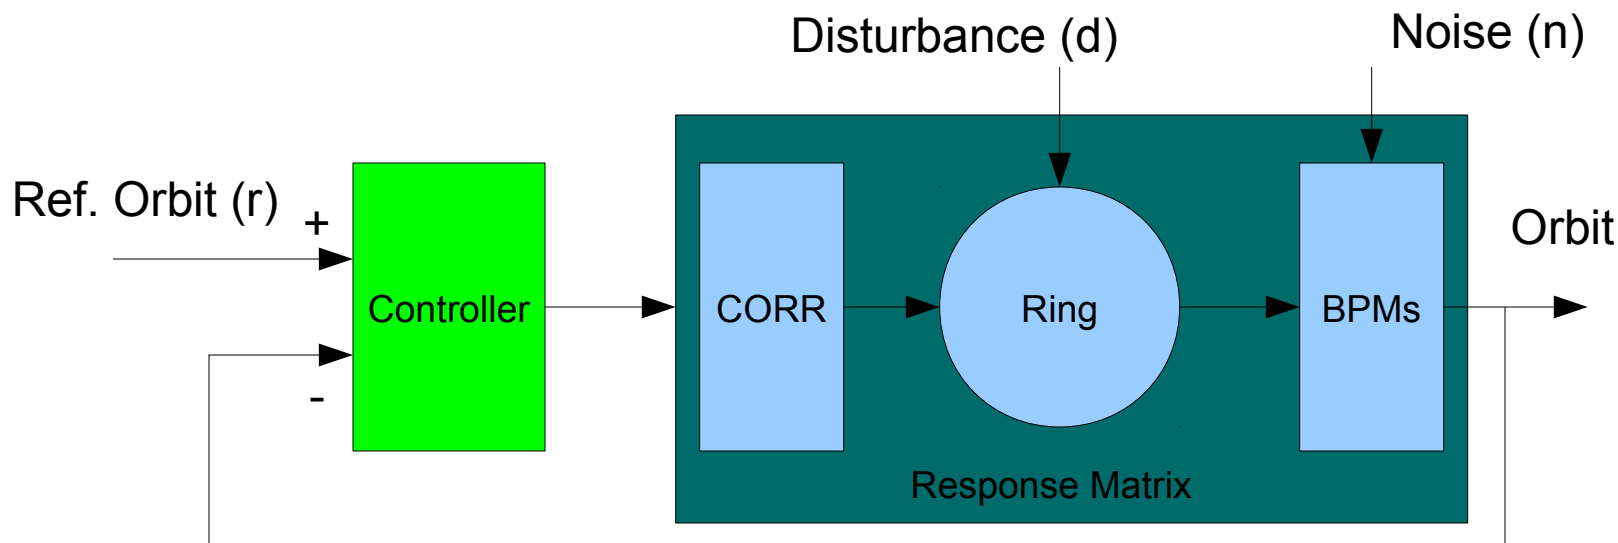 Disturbance (d)
Noise (n)
Ref. Orbit (r)
+
-
Controller
CORR
Ring
BPMs
Orbit
Response Matrix